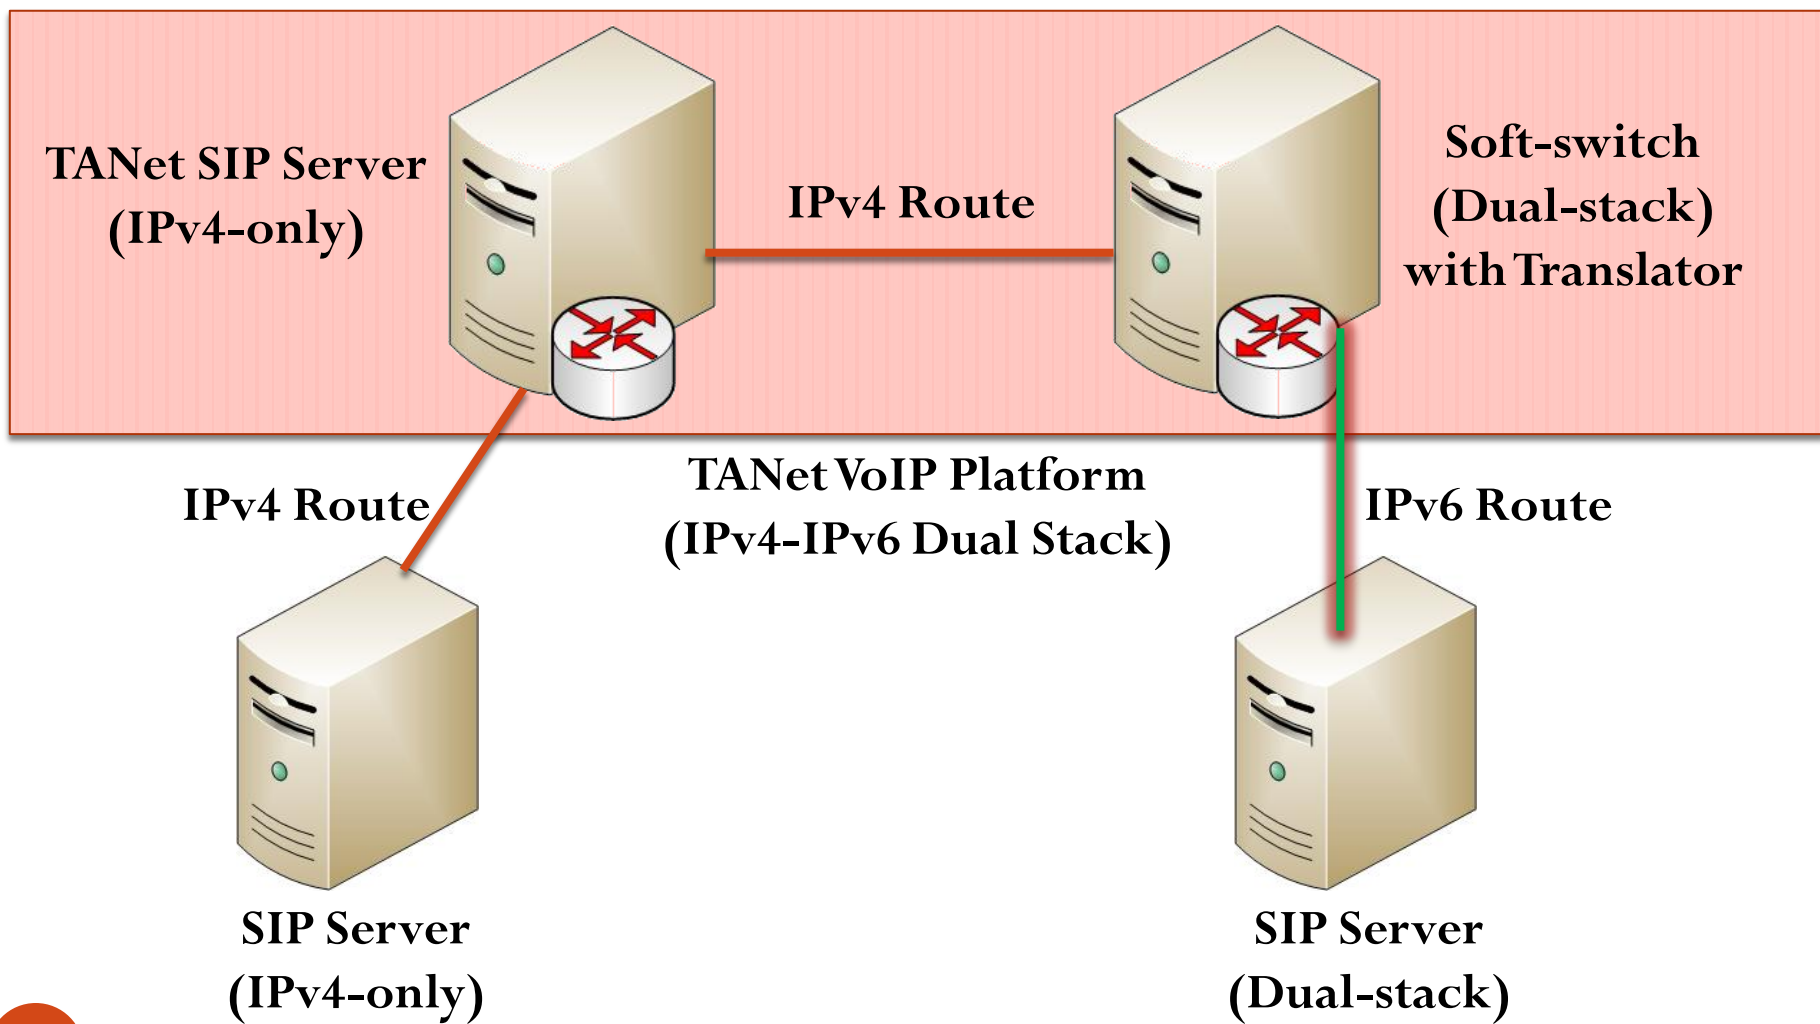 TANet SIP Server
(IPv4-only)
IPv4 Route
Soft-switch
(Dual-stack)
with Translator
IPv4 Route
TANet VoIP Platform
(IPv4-IPv6 Dual Stack)
IPv6 Route
SIP Server
(IPv4-only)
SIP Server
(Dual-stack)